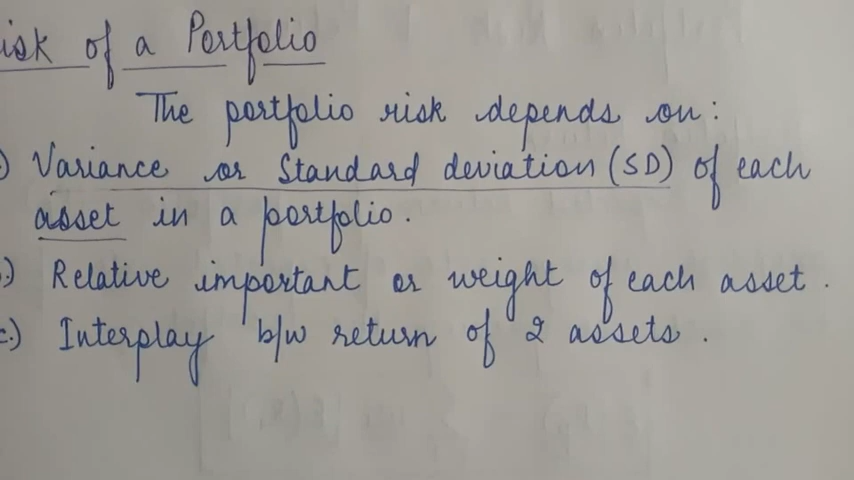 isk of a Portfolio
The portfolio risk depends on:
) Variance or Standard deviation (SD) of each
asset in a portfolio.
.) Relative important or weight of each asset.
c.) Interplay b/w return of 2 assets.